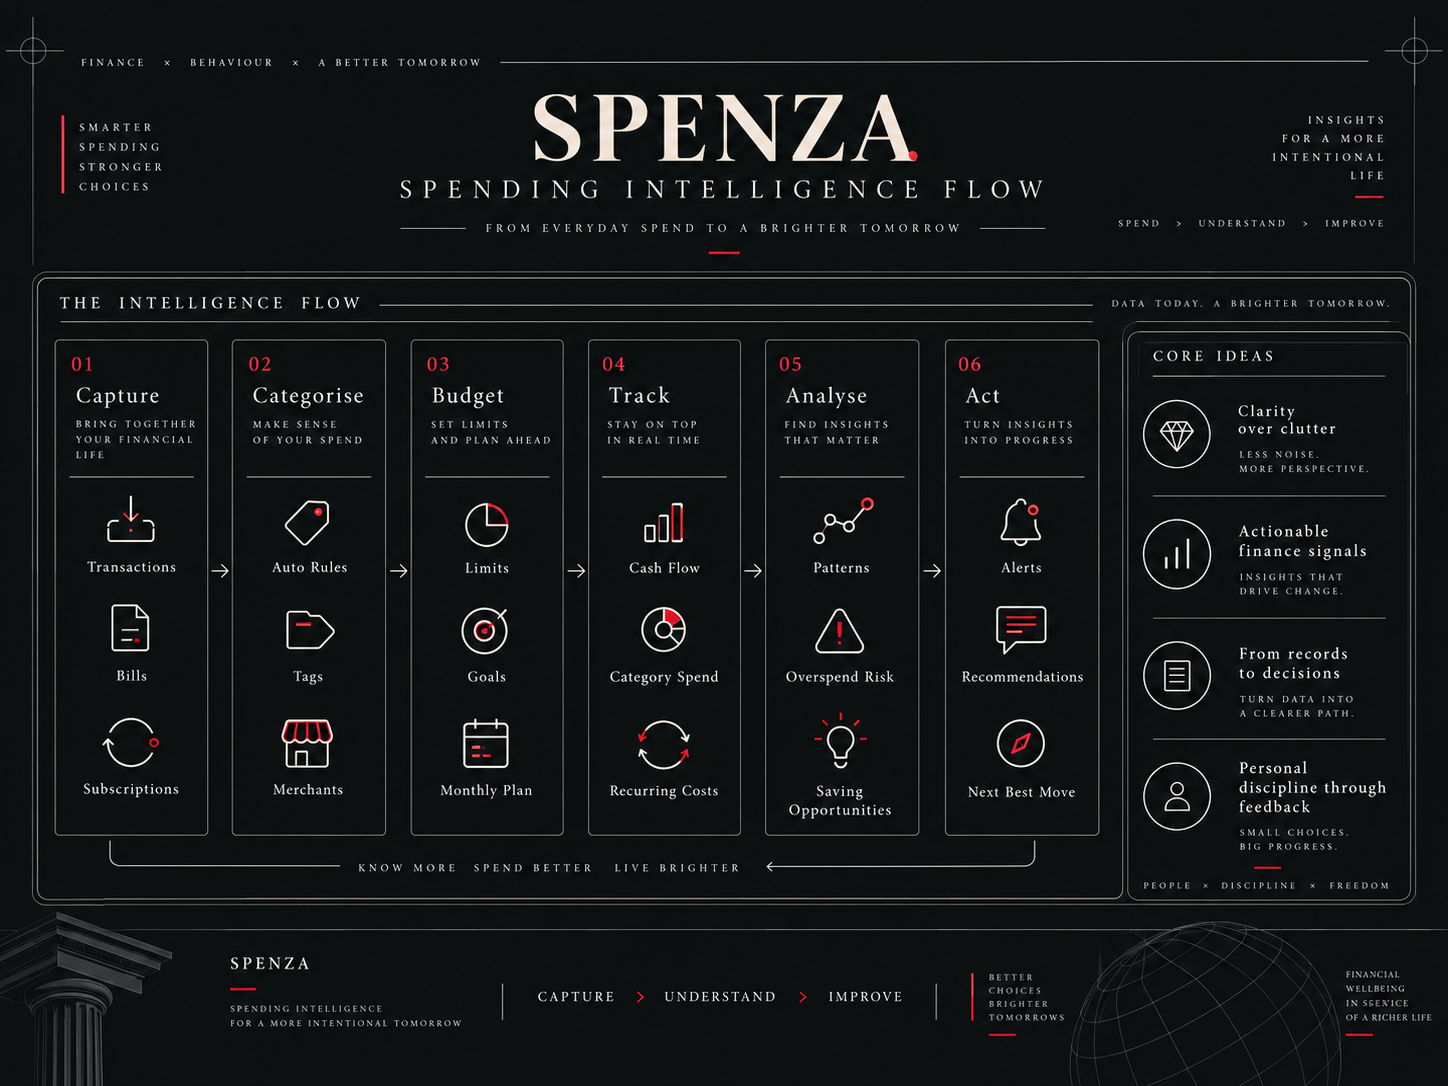 FINANCE × BEHAVIOUR × A BETTER TOMORROW
SMARTER
SPENDING
STRONGER
CHOICES
SPENZA
SPENDING INTELLIGENCE FLOW
FROM EVERYDAY SPEND TO A BRIGHTER TOMORROW
INSIGHTS
FOR A MORE
INTENTIONAL
LIFE
SPEND > UNDERSTAND > IMPROVE
THE INTELLIGENCE FLOW
DATA TODAY. A BRIGHTER TOMORROW.
01
Capture
BRING TOGETHER
YOUR FINANCIAL
LIFE
Transactions
Bills
Subscriptions
02
Categorise
MAKE SENSE
OF YOUR SPEND
Auto Rules
Tags
Merchants
03
Budget
SET LIMITS
AND PLAN AHEAD
Limits
Goals
Monthly Plan
04
Track
STAY ON TOP
IN REAL TIME
Cash Flow
Category Spend
Recurring Costs
05
Analyse
FIND INSIGHTS
THAT MATTER
Patterns
Overspend Risk
Saving
Opportunities
06
Act
TURN INSIGHTS
INTO PROGRESS
Alerts
Recommendations
Next Best Move
KNOW MORE SPEND BETTER LIVE BRIGHTER
CORE IDEAS
Clarity
over clutter
LESS NOISE.
MORE PERSPECTIVE.
Actionable
finance signals
INSIGHTS THAT
DRIVE CHANGE.
From records
to decisions
TURN DATA INTO
A CLEARER PATH.
Personal
discipline through
feedback
SMALL CHOICES.
BIG PROGRESS.
PEOPLE × DISCIPLINE × FREEDOM
SPENZA
SPENDING INTELLIGENCE
FOR A MORE INTENTIONAL TOMORROW
CAPTURE > UNDERSTAND > IMPROVE
BETTER
CHOICES
BRIGHTER
TOMORROWS
FINANCIAL
WELLBEING
IN
OF A RICHER LIFE